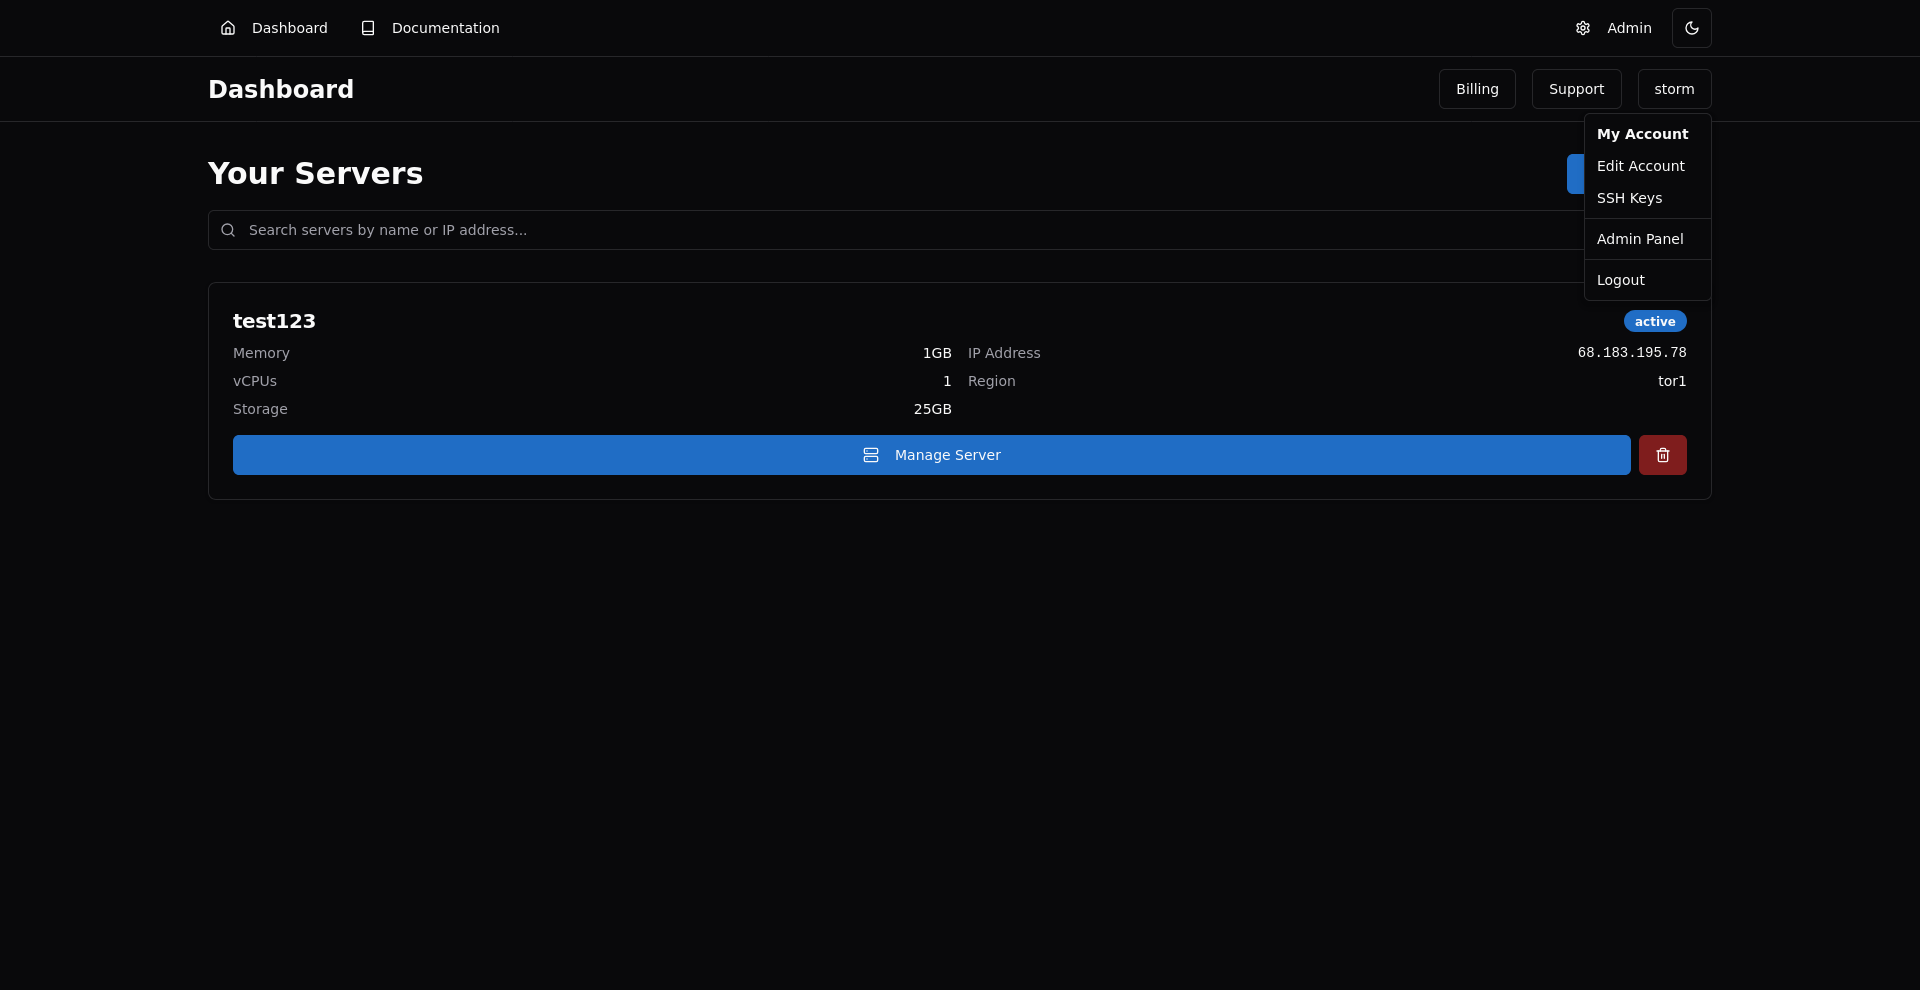 Dashboard
Documentation
Admin
Dashboard
Billing
Support
storm
My Account
Edit Account
SSH Keys
Admin Panel
Logout
Your Servers
Search servers by name or IP address...
test123
active
Memory 1GB IP Address 68.183.195.78
vCPUs 1 Region tor1
Storage 25GB
Manage Server